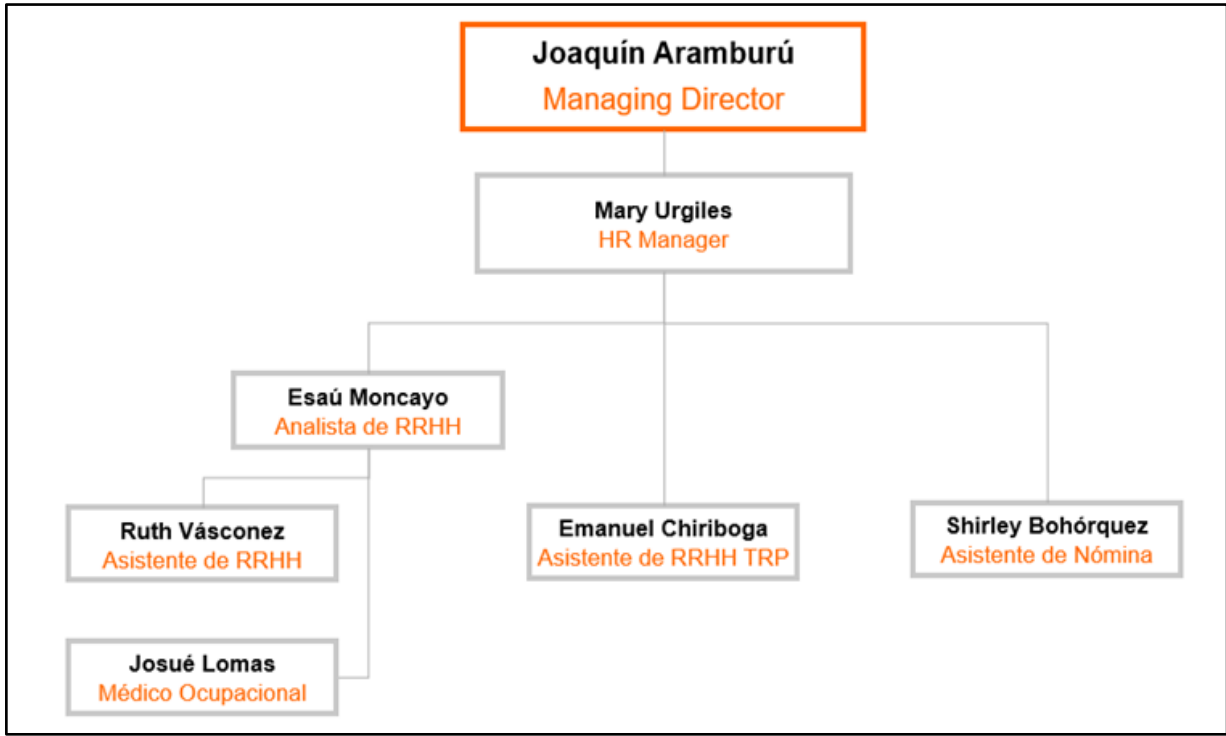 Joaquín Aramburú
Managing Director
Mary Urgiles
HR Manager
Esaú Moncayo
Analista de RRHH
Ruth Vásconez
Asistente de RRHH
Emanuel Chiriboga
Asistente de RRHH TRP
Shirley Bohórquez
Asistente de Nómina
Josué Lomas
Médico Ocupacional